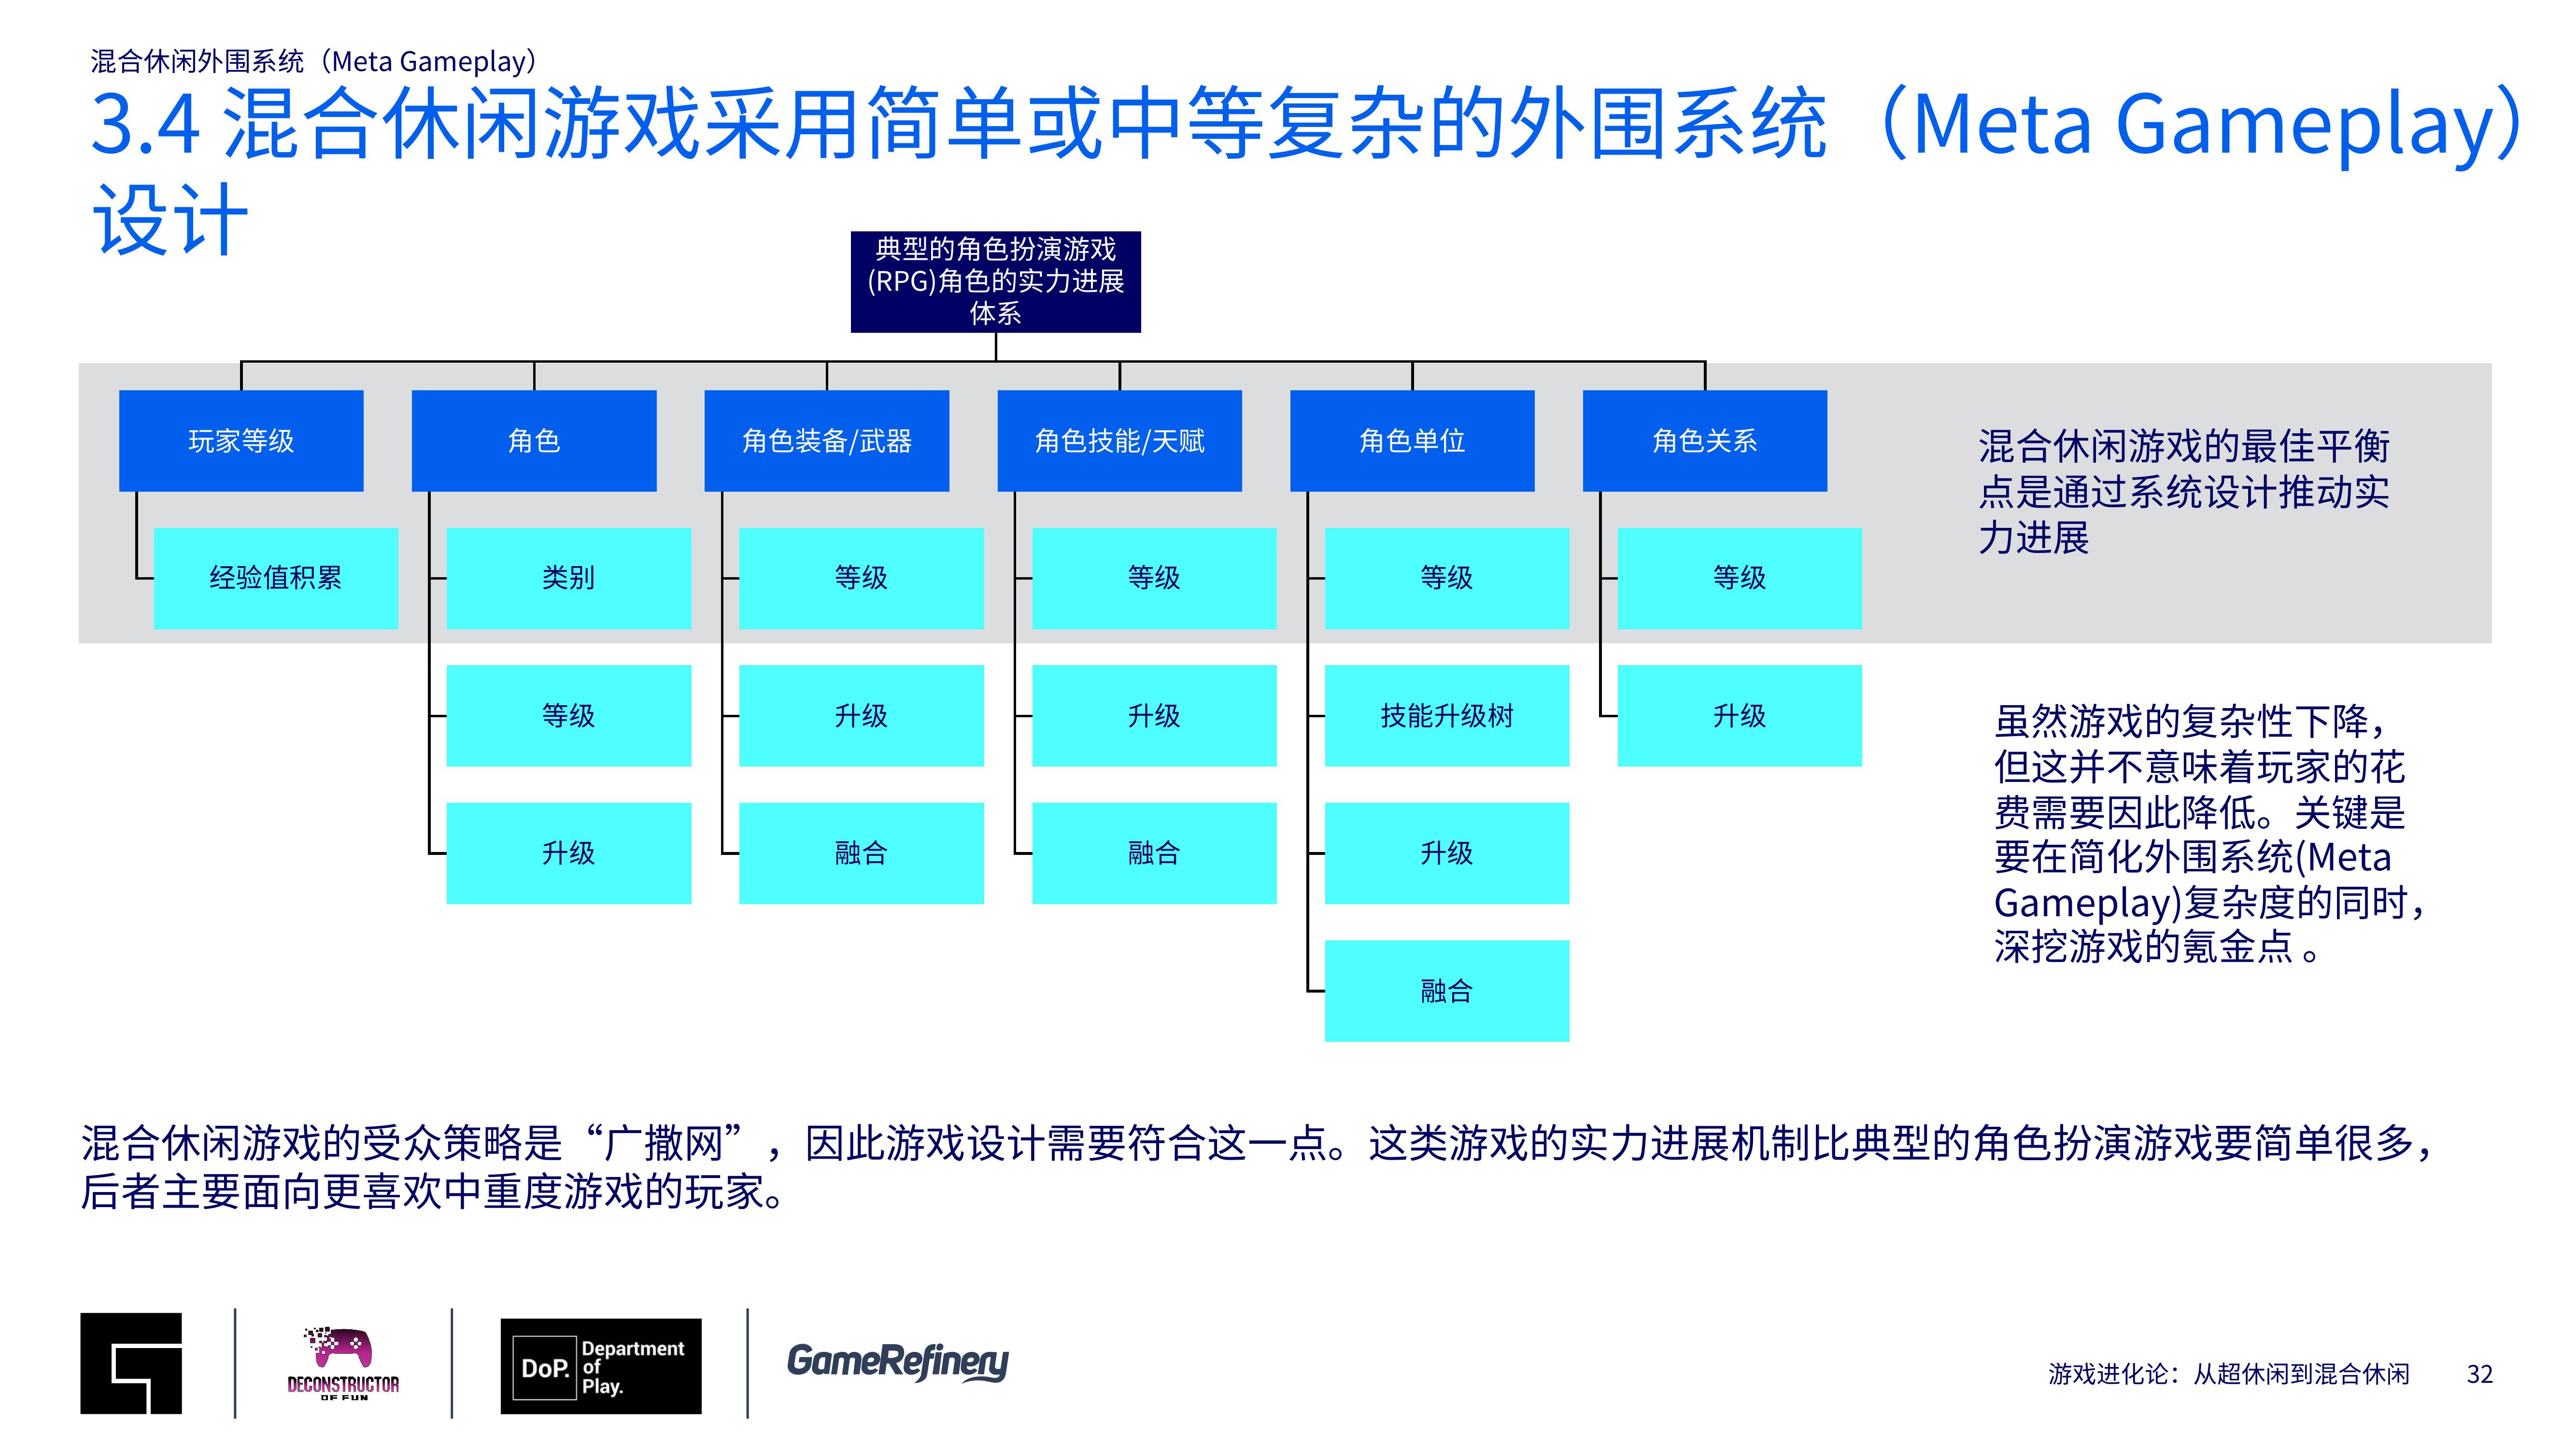 混合休闲外围系统（Meta Gameplay）
3.4 混合休闲游戏采用简单或中等复杂的外围系统（Meta Gameplay）
设计
典型的角色扮演游戏
(RPG)角色的实力进展
体系
玩家等级
角色
角色装备/武器
角色技能/天赋
角色单位
角色关系
经验值积累
类别
等级
等级
等级
等级
等级
升级
升级
技能升级树
升级
升级
融合
融合
升级
融合
混合休闲游戏的最佳平衡
点是通过系统设计推动实
力进展
虽然游戏的复杂性下降，
但这并不意味着玩家的花
费需要因此降低。关键是
要在简化外围系统(Meta
Gameplay)复杂度的同时，
深挖游戏的氪金点 。
混合休闲游戏的受众策略是“广撒网”，因此游戏设计需要符合这一点。这类游戏的实力进展机制比典型的角色扮演游戏要简单很多，
后者主要面向更喜欢中重度游戏的玩家。
DECONSTRUCTOR
OF FUN
DoP.
Department
of
Play.
GameRefinery
游戏进化论：从超休闲到混合休闲
32